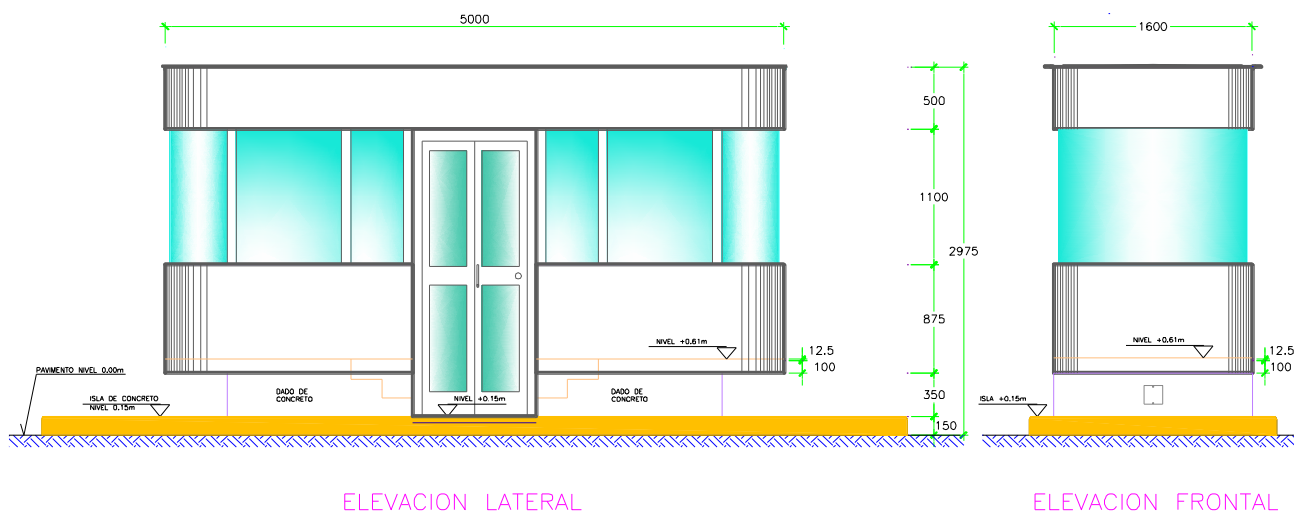 5000
1600
500
1100
2975
875
12.5
100
350
150
NIVEL +0.61m
PAVIMENTO NIVEL 0.00m
ISLA DE CONCRETO
NIVEL 0.15m
DADO DE
CONCRETO
NIVEL +0.15m
DADO DE
CONCRETO
NIVEL +0.61m
12.5
100
ISLA +0.15m
ELEVACION LATERAL
ELEVACION FRONTAL